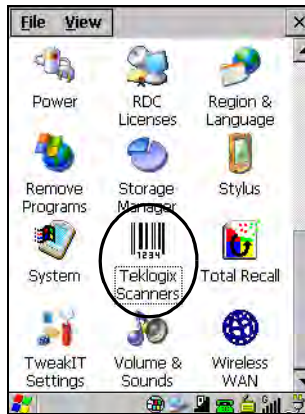 File View
Power RDC Region &
Licenses Language
Remove Storage Stylus
Programs Manager
1234
System Teklogix Total Recall
Scanners
TweakIT Volume & Wireless
Settings Sounds WAN